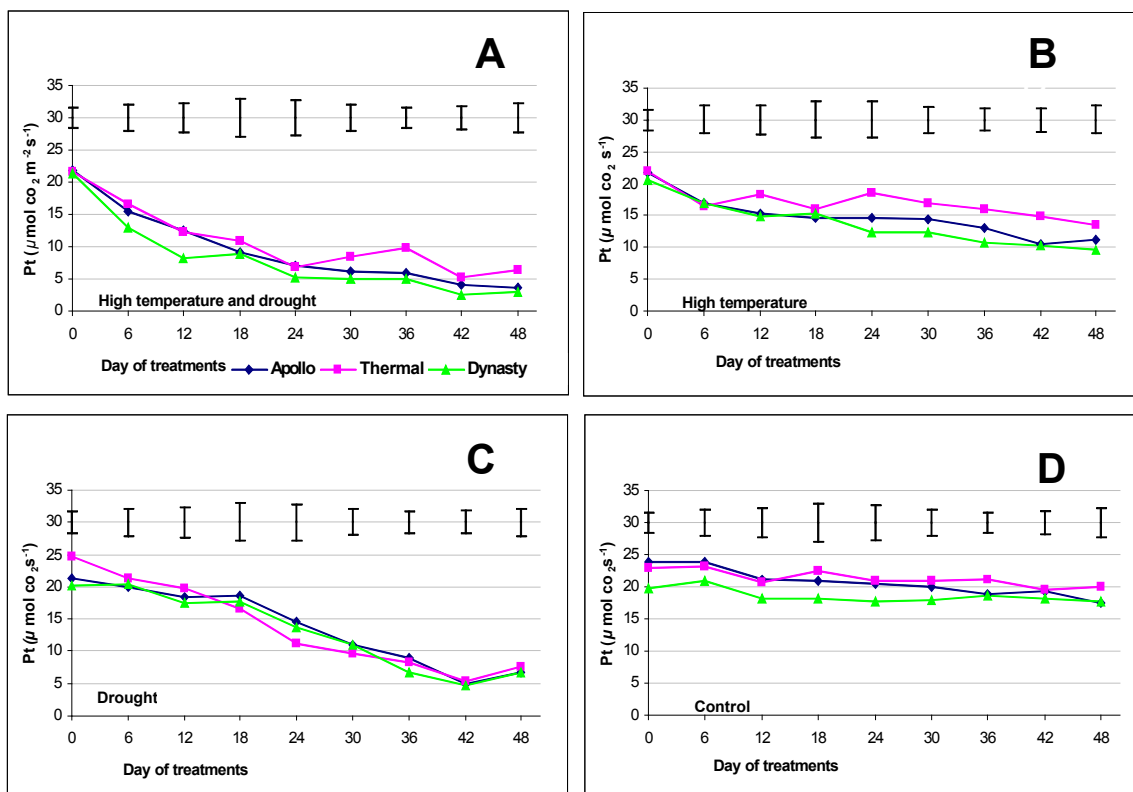 A
35
30
25
20
15
10
5
0
Pt (µ mol co₂ m⁻² s⁻¹)
High temperature and drought
0 6 12 18 24 30 36 42 48
Day of treatments Apollo Thermal Dynasty
B
35
30
25
20
15
10
5
0
Pt (µ mol co₂ s⁻¹)
High temperature
0 6 12 18 24 30 36 42 48
Day of treatments
C
35
30
25
20
15
10
5
0
Pt (µ mol co₂s⁻¹)
Drought
0 6 12 18 24 30 36 42 48
Day of treatments
D
35
30
25
20
15
10
5
0
Pt (µ mol co₂s⁻¹)
Control
0 6 12 18 24 30 36 42 48
Day of treatments